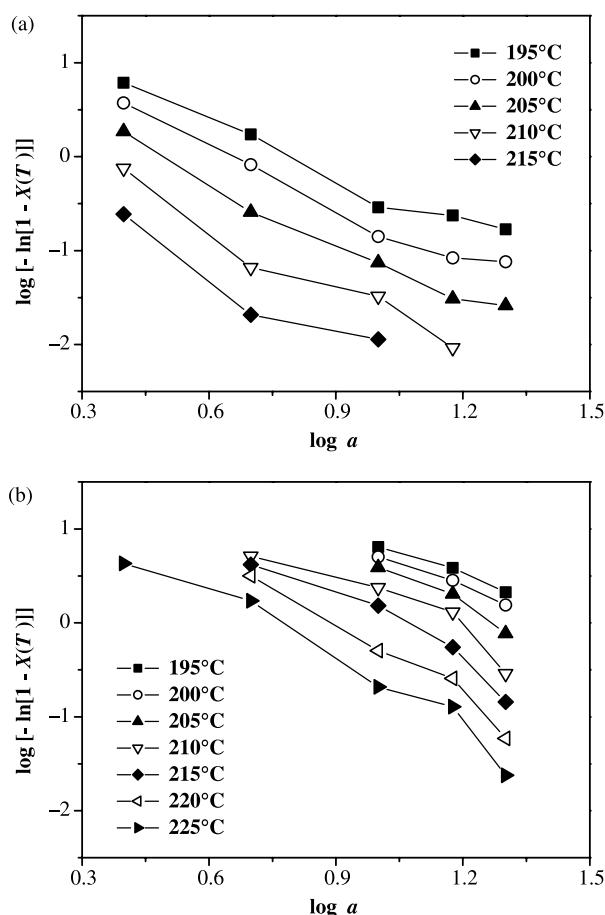 (a)
1
0
−1
−2
0.3 0.6 0.9 1.2 1.5
log [- ln[1 - X(T )]]
log a
195°C
200°C
205°C
210°C
215°C
(b)
1
0
−1
−2
0.3 0.6 0.9 1.2 1.5
log [- ln[1 - X(T )]]
log a
195°C
200°C
205°C
210°C
215°C
220°C
225°C